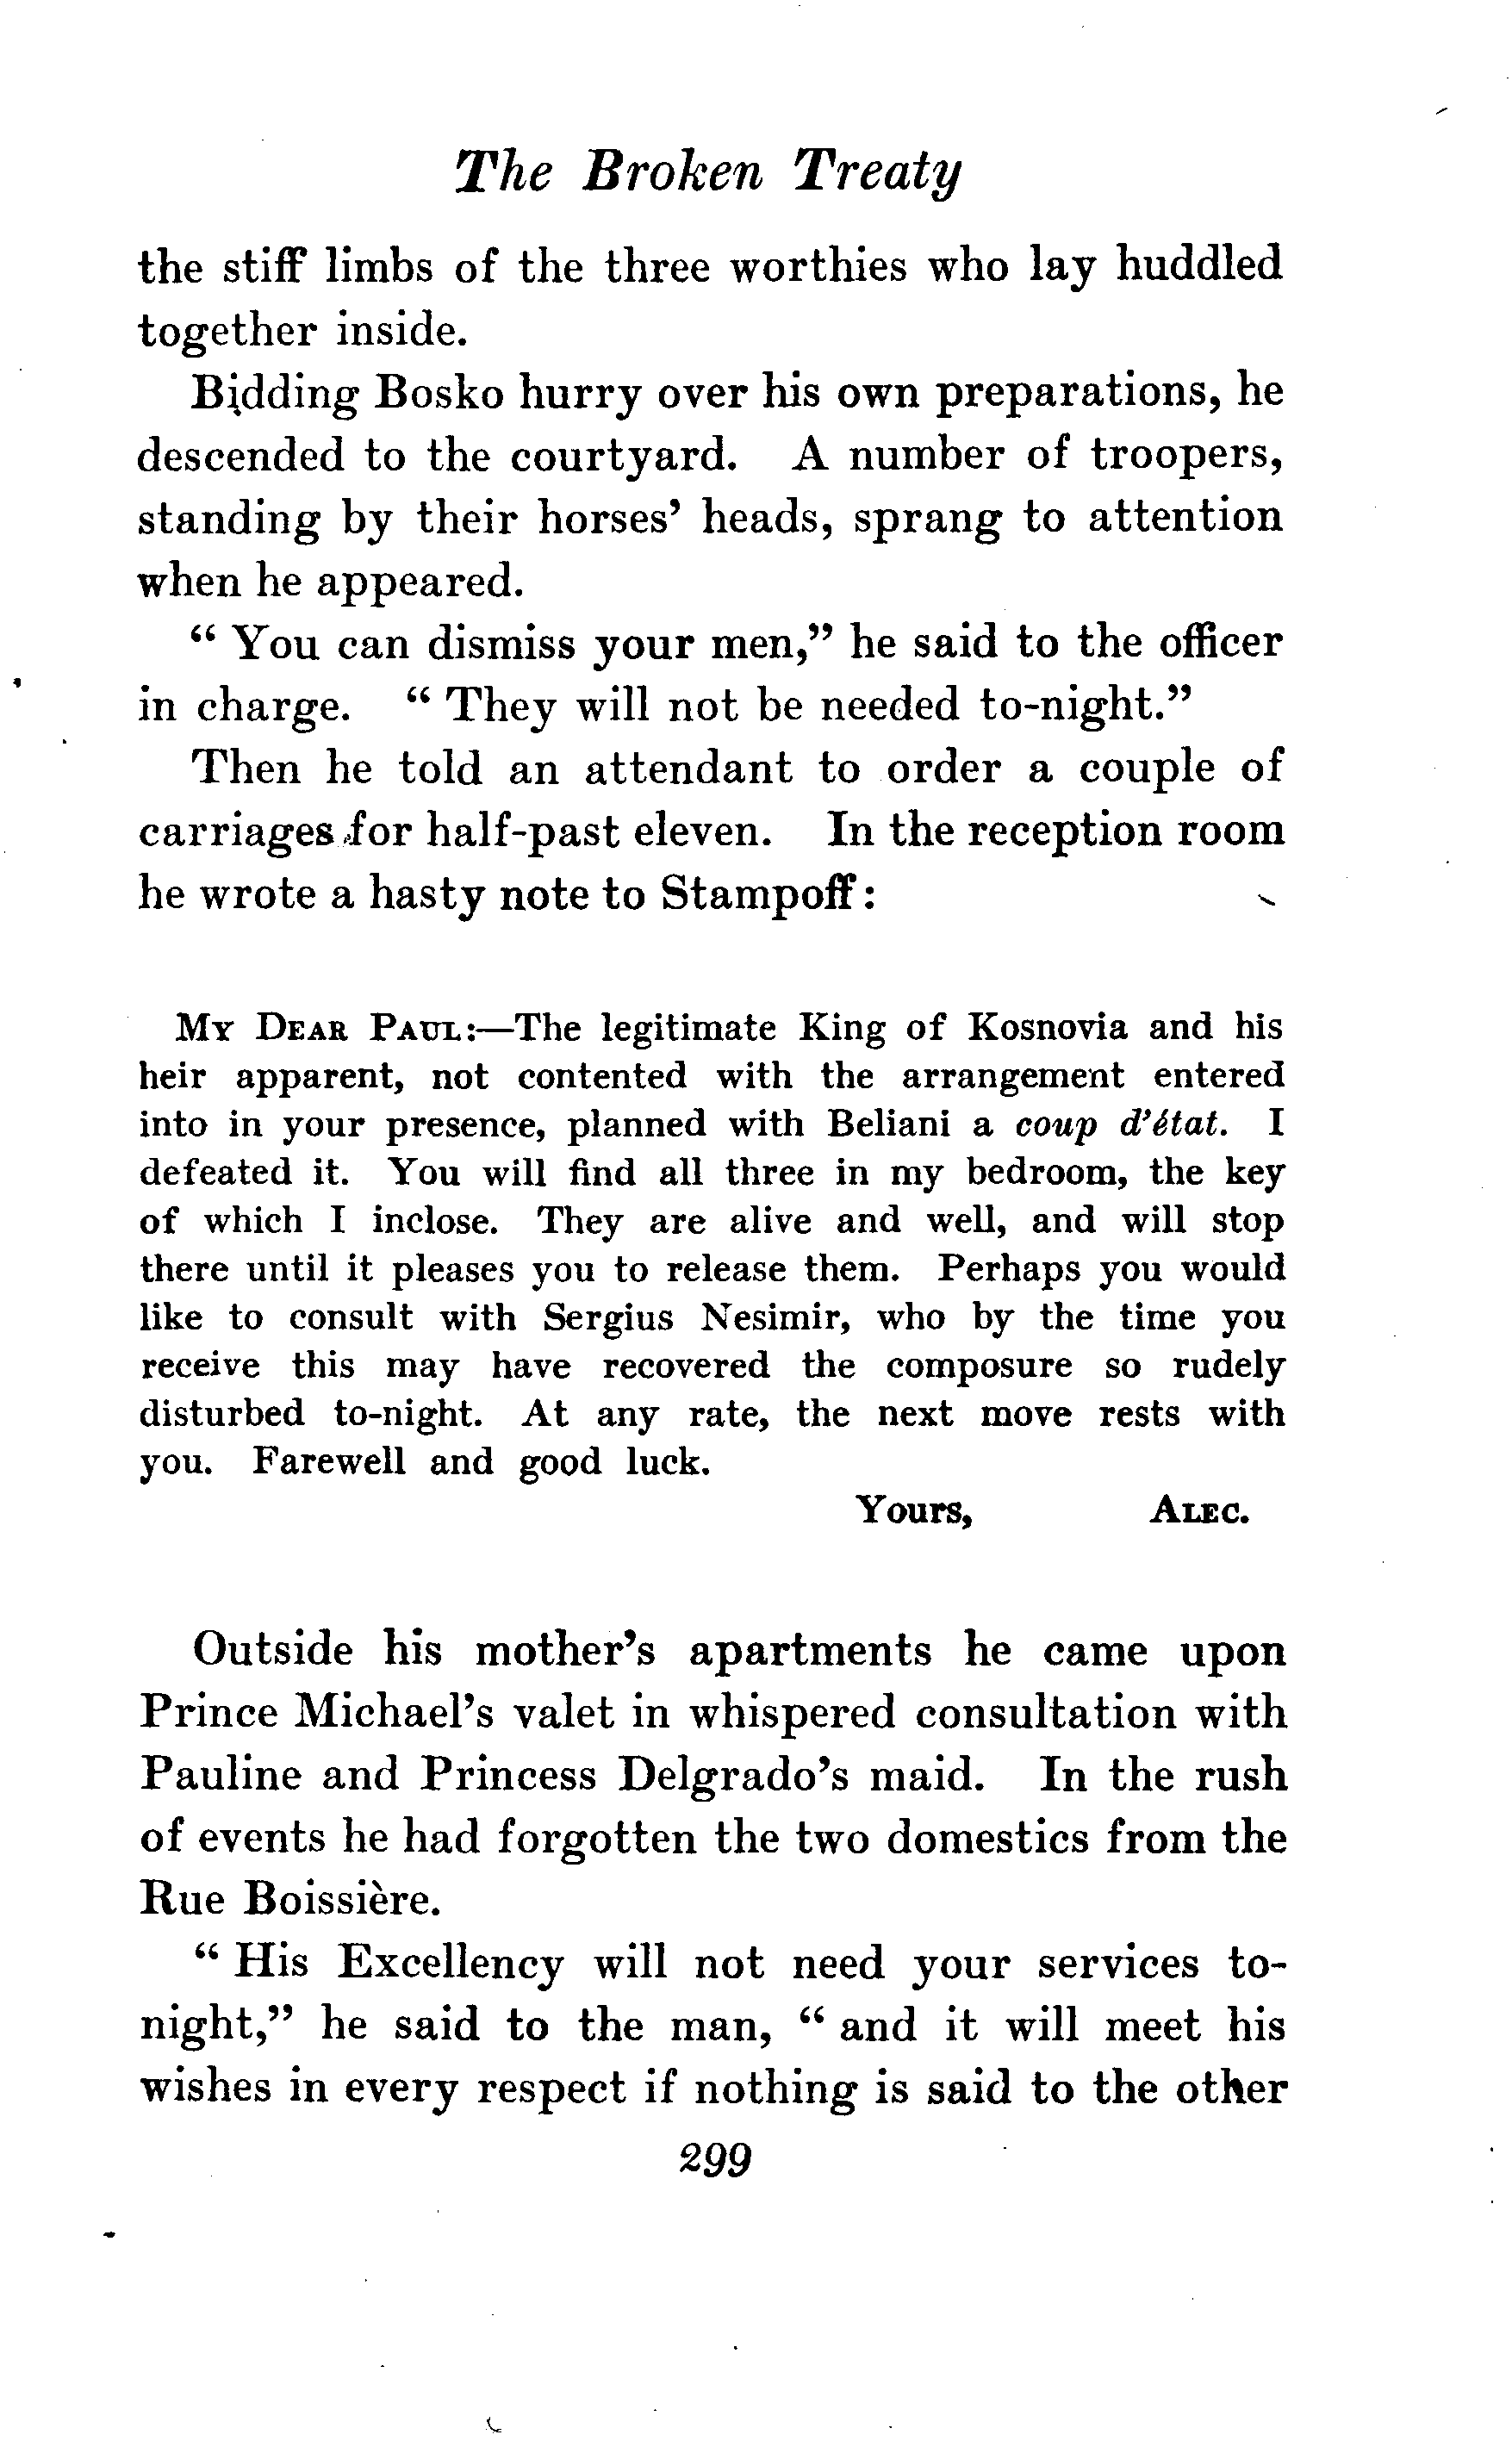 The Broken Treaty
the stiff limbs of the three worthies who lay huddled
together inside.
Bidding Bosko hurry over his own preparations, he
descended to the courtyard. A number of troopers,
standing by their horses' heads, sprang to attention
when he appeared.
“ You can dismiss your men,” he said to the officer
in charge. “ They will not be needed to-night.”
Then he told an attendant to order a couple of
carriages for half-past eleven. In the reception room
he wrote a hasty note to Stampoff:
My Dear Paul:—The legitimate King of Kosnovia and his
heir apparent, not contented with the arrangement entered
into in your presence, planned with Beliani a coup d'état. I
defeated it. You will find all three in my bedroom, the key
of which I inclose. They are alive and well, and will stop
there until it pleases you to release them. Perhaps you would
like to consult with Sergius Nesimir, who by the time you
receive this may have recovered the composure so rudely
disturbed to-night. At any rate, the next move rests with
you. Farewell and good luck.
Yours, Alec.
Outside his mother's apartments he came upon
Prince Michael's valet in whispered consultation with
Pauline and Princess Delgrado's maid. In the rush
of events he had forgotten the two domestics from the
Rue Boissière.
“ His Excellency will not need your services to-
night,” he said to the man, “ and it will meet his
wishes in every respect if nothing is said to the other
299